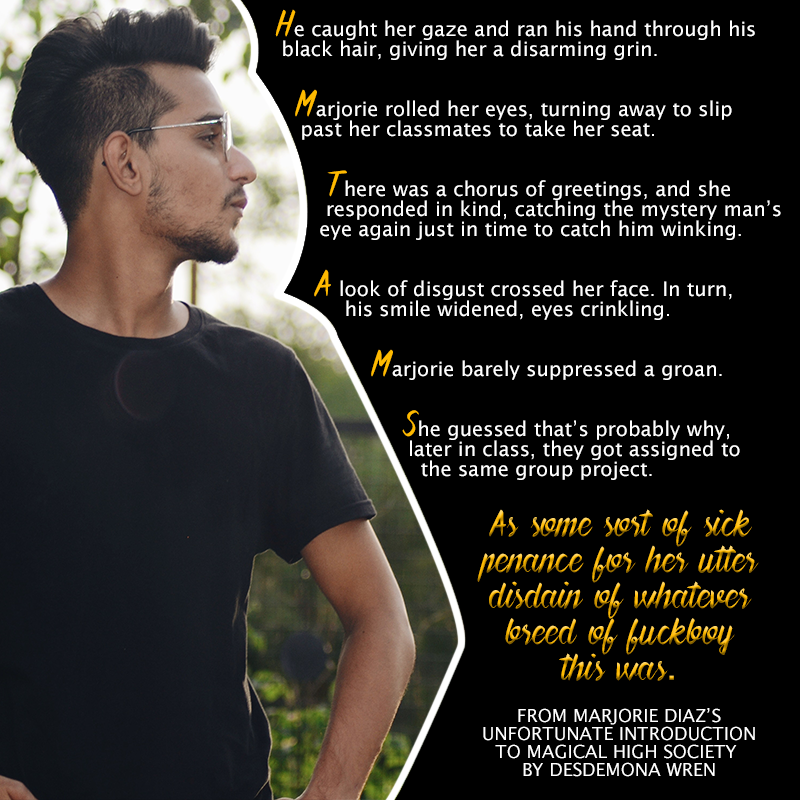 He caught her gaze and ran his hand through his
black hair, giving her a disarming grin.
Marjorie rolled her eyes, turning away to slip
past her classmates to take her seat.
There was a chorus of greetings, and she
responded in kind, catching the mystery man's
eye again just in time to catch him winking.
A look of disgust crossed her face. In turn,
his smile widened, eyes crinkling.
Marjorie barely suppressed a groan.
She guessed that's probably why,
later in class, they got assigned to
the same group project.
As some sort of sick
penance for her utter
disdain of whatever
breed of fuckboy
this was.
FROM MARJORIE DIAZ'S
UNFORTUNATE INTRODUCTION
TO MAGICAL HIGH SOCIETY
BY DESDEMONA WREN